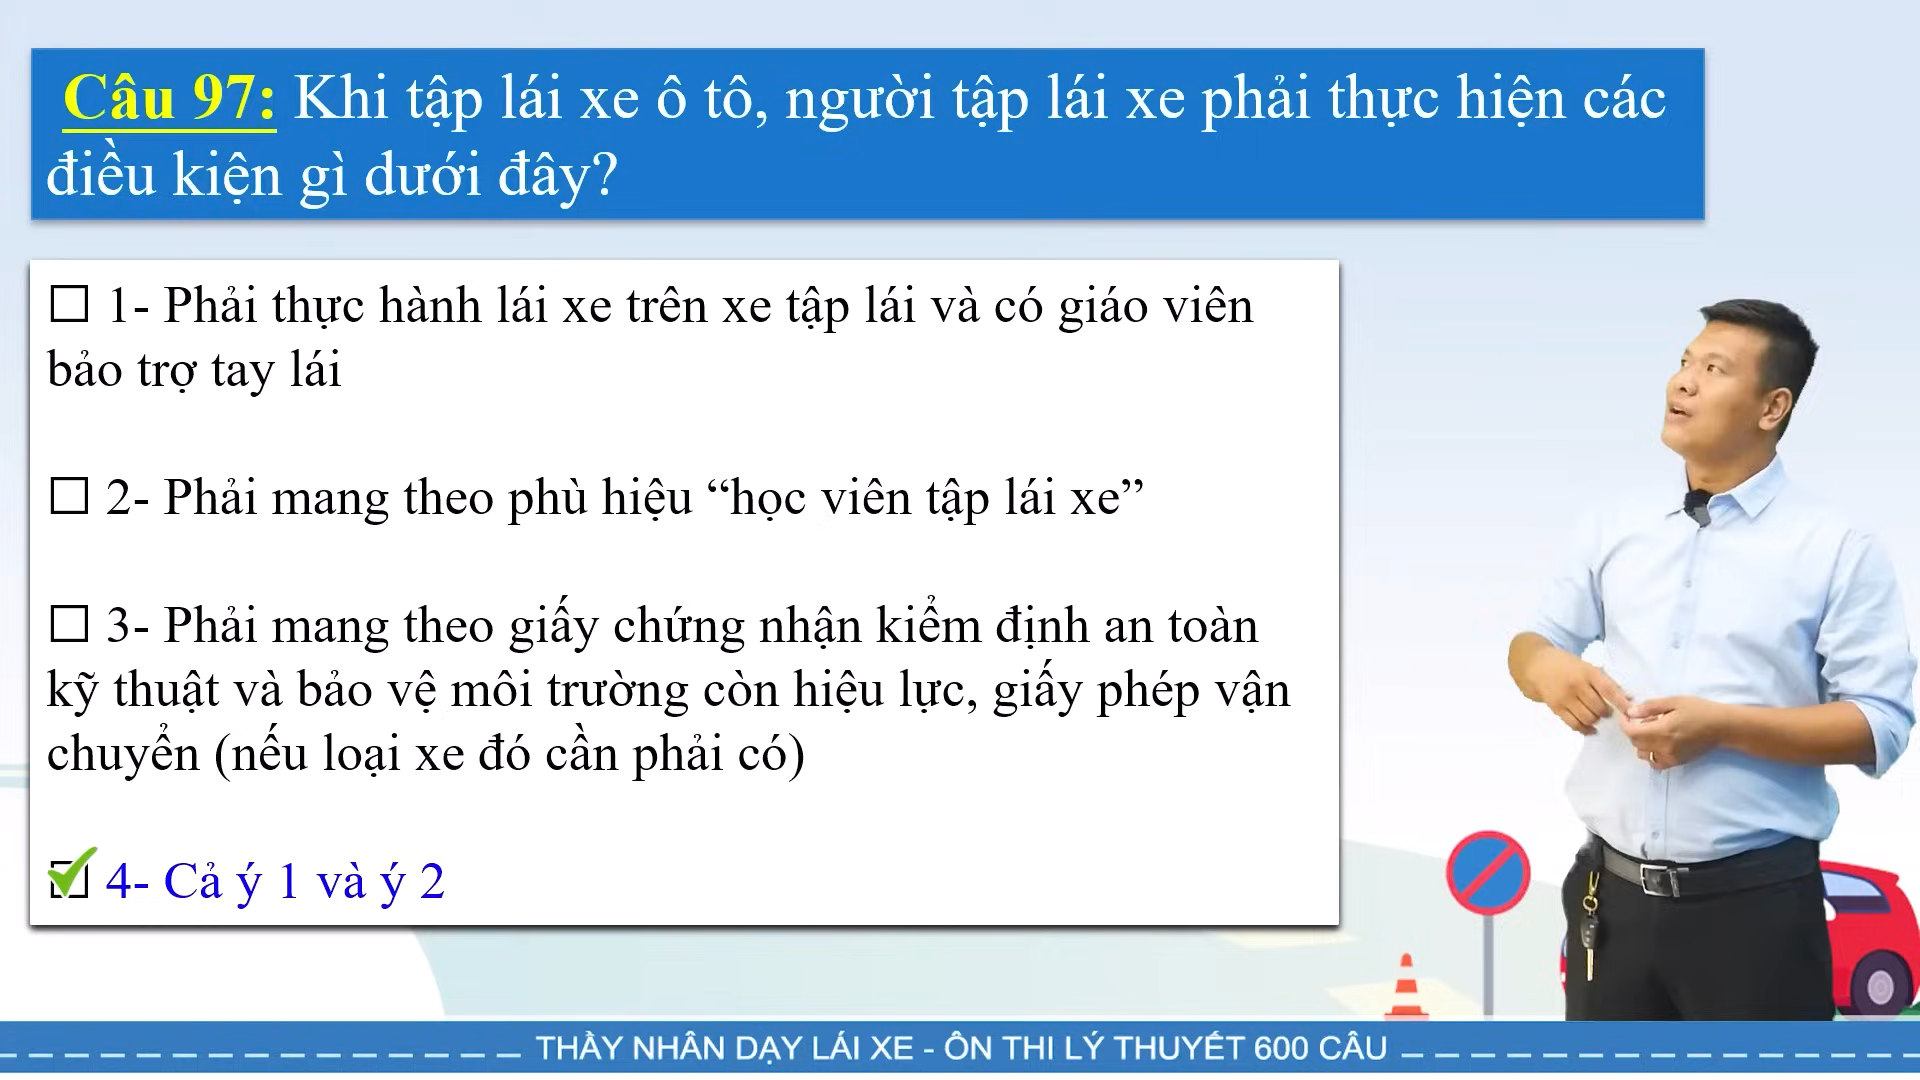 Câu 97: Khi tập lái xe ô tô, người tập lái xe phải thực hiện các
điều kiện gì dưới đây?
☐ 1- Phải thực hành lái xe trên xe tập lái và có giáo viên
bảo trợ tay lái
☐ 2- Phải mang theo phù hiệu “học viên tập lái xe”
☐ 3- Phải mang theo giấy chứng nhận kiểm định an toàn
kỹ thuật và bảo vệ môi trường còn hiệu lực, giấy phép vận
chuyển (nếu loại xe đó cần phải có)
☑ 4- Cả ý 1 và ý 2
THẦY NHÂN DẠY LÁI XE - ÔN THI LÝ THUYẾT 600 CÂU